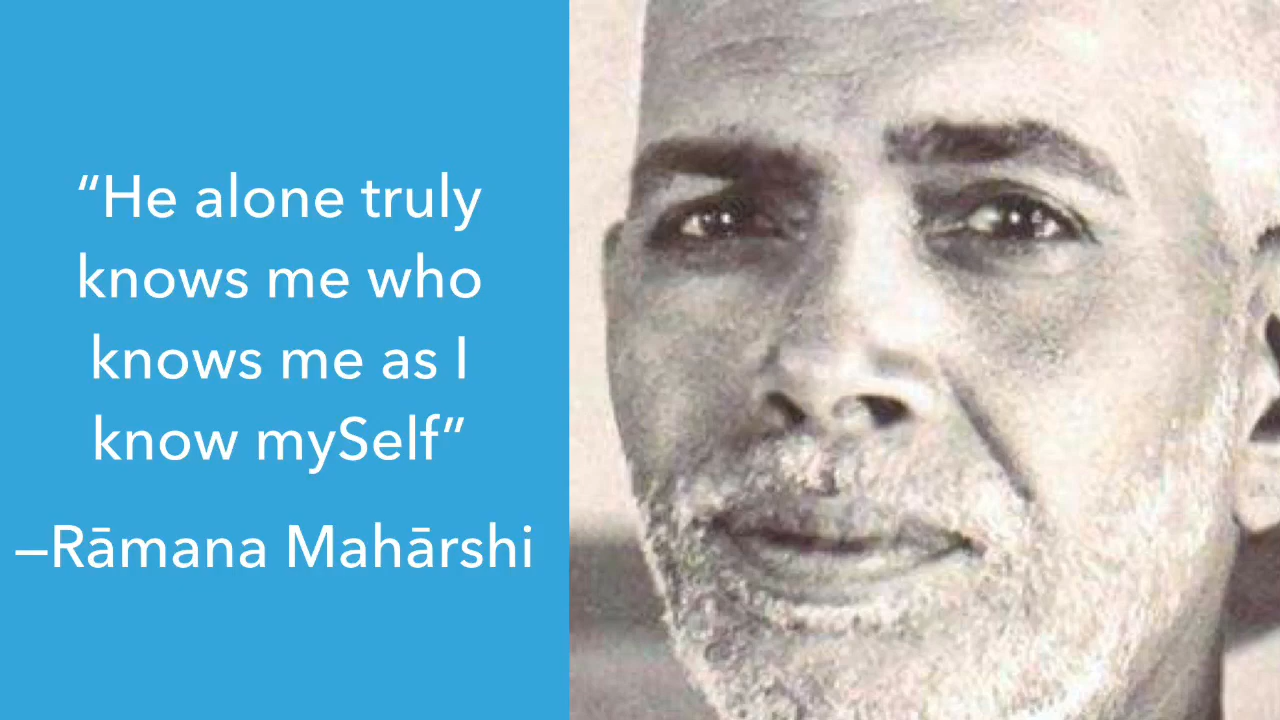 “He alone truly
knows me who
knows me as I
know mySelf”
–Rāmana Mahārshi